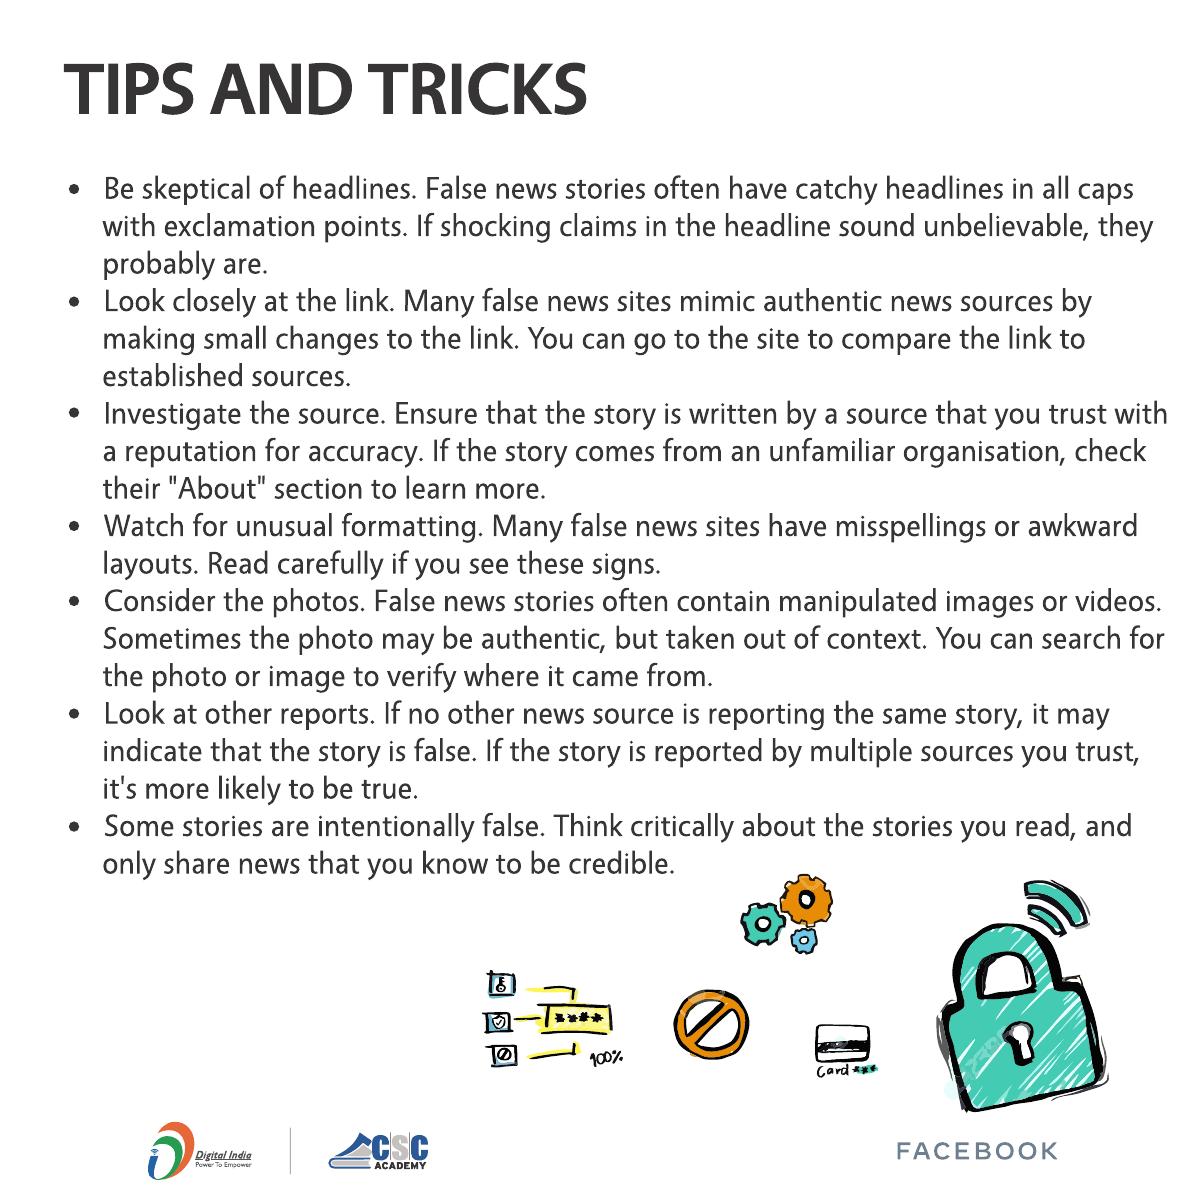 TIPS AND TRICKS
• Be skeptical of headlines. False news stories often have catchy headlines in all caps
with exclamation points. If shocking claims in the headline sound unbelievable, they
probably are.
• Look closely at the link. Many false news sites mimic authentic news sources by
making small changes to the link. You can go to the site to compare the link to
established sources.
• Investigate the source. Ensure that the story is written by a source that you trust with
a reputation for accuracy. If the story comes from an unfamiliar organisation, check
their "About" section to learn more.
• Watch for unusual formatting. Many false news sites have misspellings or awkward
layouts. Read carefully if you see these signs.
• Consider the photos. False news stories often contain manipulated images or videos.
Sometimes the photo may be authentic, but taken out of context. You can search for
the photo or image to verify where it came from.
• Look at other reports. If no other news source is reporting the same story, it may
indicate that the story is false. If the story is reported by multiple sources you trust,
it's more likely to be true.
• Some stories are intentionally false. Think critically about the stories you read, and
only share news that you know to be credible.
****
100%
Card ***
Digital India
Power To Empower
CSC
ACADEMY
FACEBOOK